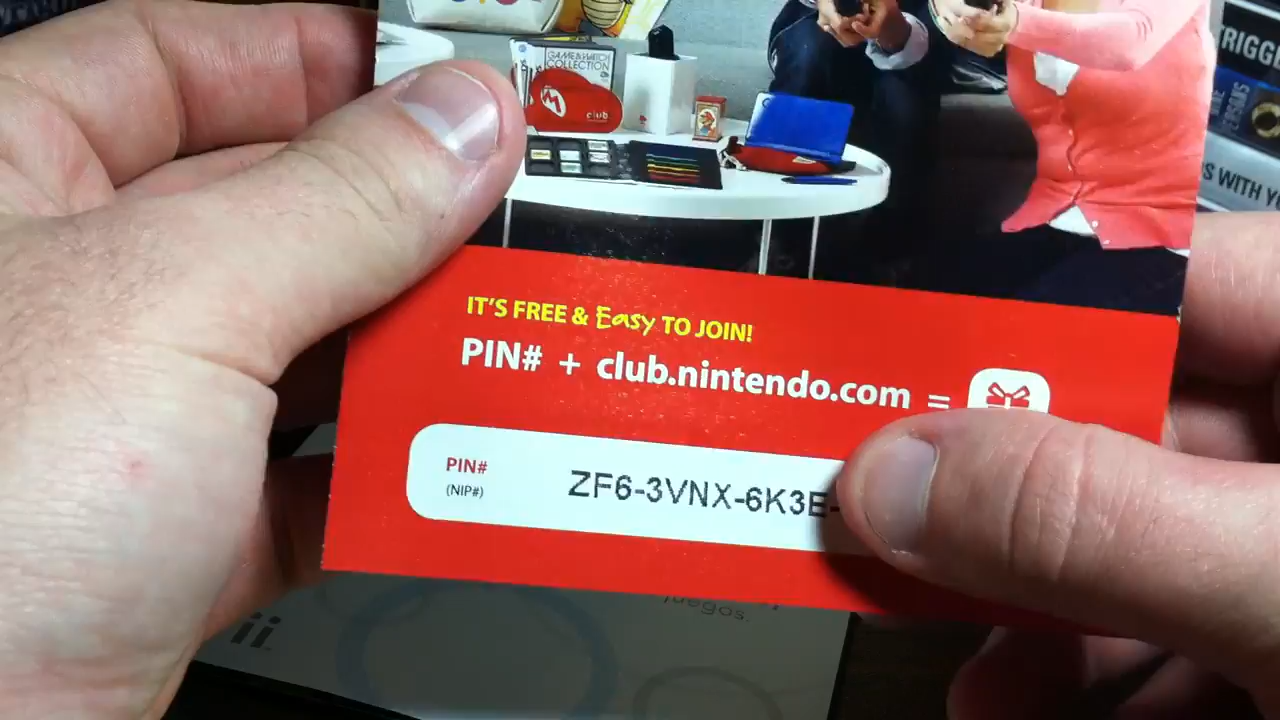 GAME & WATCH
COLLECTION
club
IT'S FREE & Easy TO JOIN!
PIN# + club.nintendo.com =
PIN#
(NIP#)
ZF6-3VNX-6K3E-
juegos.
WITH